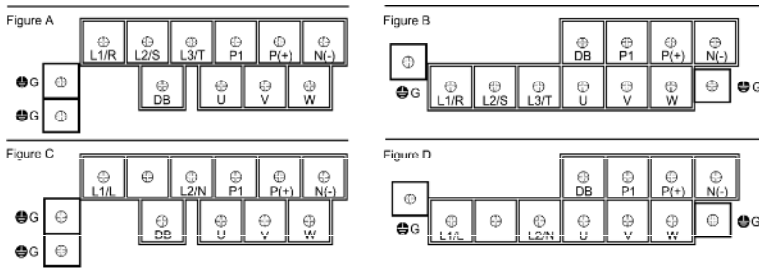 Figure A
L1/R L2/S L3/T P1 P(+) N(-)
G
DB U V W
G
Figure B
DB P1 P(+) N(-)
G L1/R L2/S L3/T U V W G
Figure C
L1/L L2/N P1 P(+) N(-)
G
DB U V W
G
Figure D
DB P1 P(+) N(-)
G L1/L L2/N U V W G